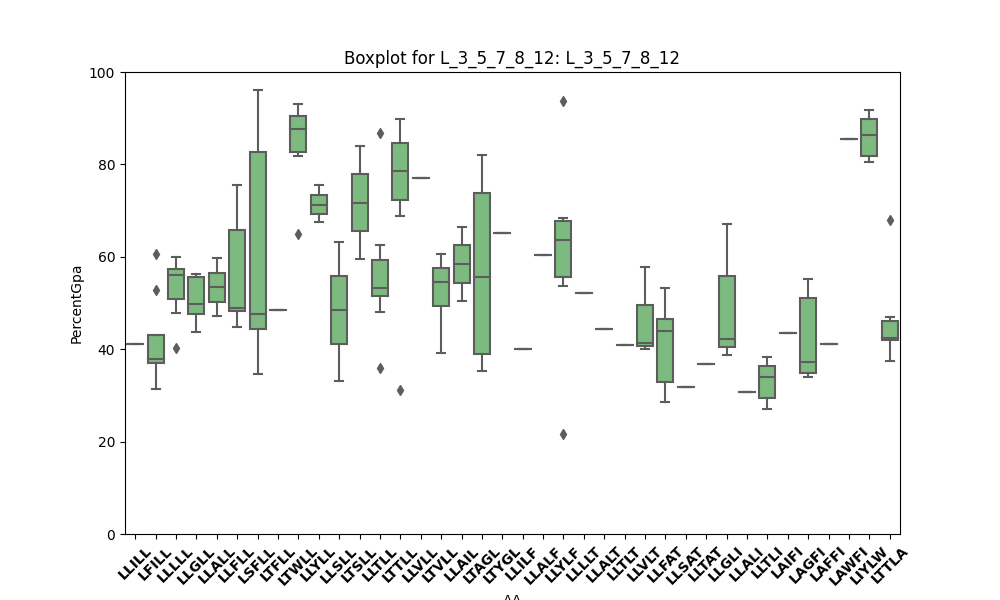 Boxplot for L_3_5_7_8_12: L_3_5_7_8_12
PercentGpa
100
80
60
40
20
0
LLILL LFILL LLLLL LLGLL LLALL LLFLL LSFLL LTFLL LTWLL LLYLL LLSLL LTSLL LLTLL LTTLL LLVLL LTVLL LLAIL LTAGL LTYGL LLILF LLALF LLYLF LLLLT LLALT LLTLT LLVLT LLFAT LLSAT LLTAT LLGLI LLALI LLTLI LAIFI LAGFI LAFFI LAWFI LIYLW LTTLA
AA